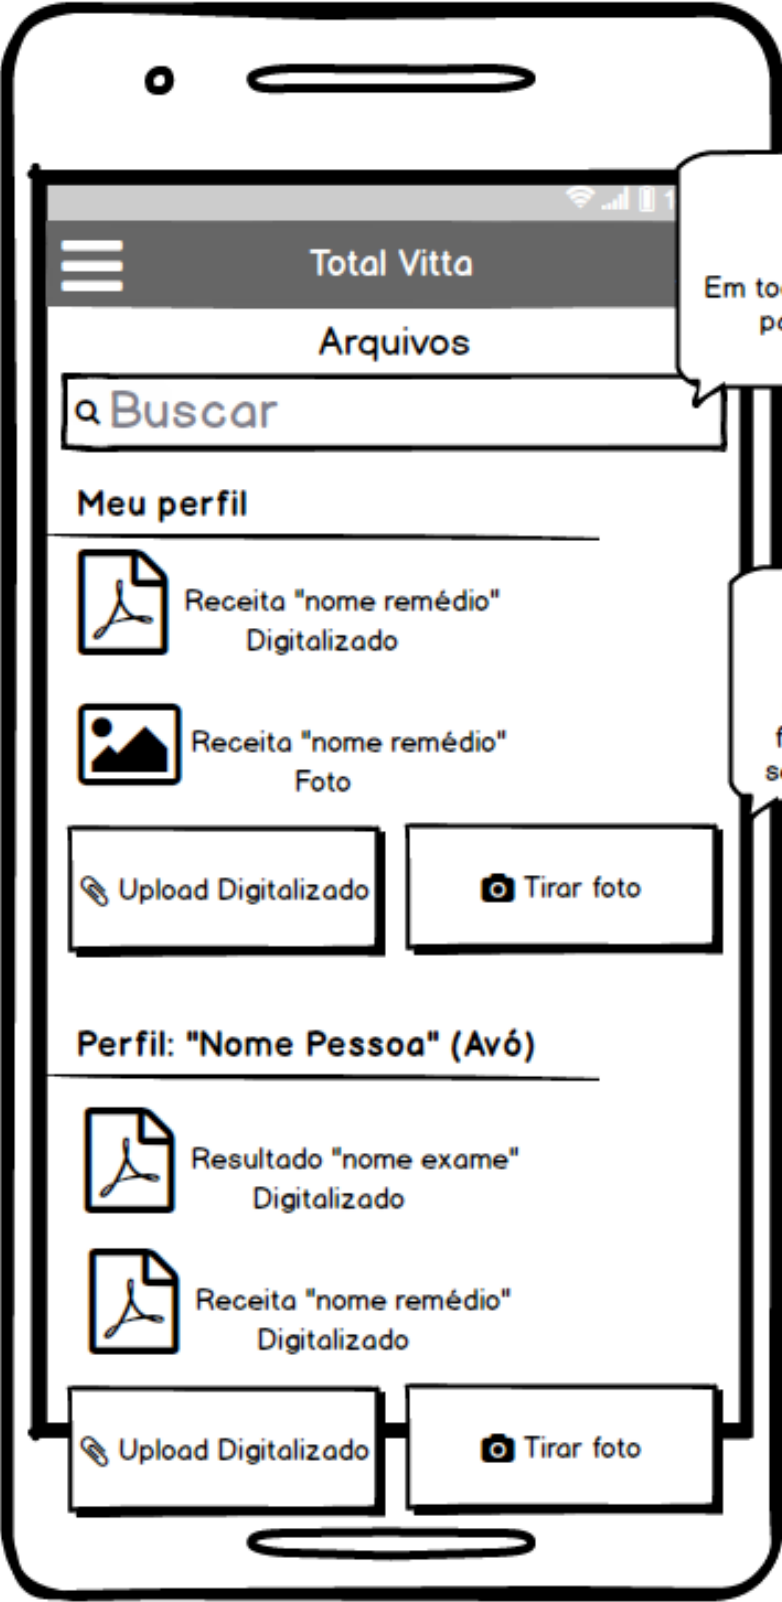 Total Vitta
Em
Arquivos
Buscar
Meu perfil
Receita "nome remédio"
Digitalizado
Receita "nome remédio"
Foto
Upload Digitalizado
Tirar foto
Perfil: "Nome Pessoa" (Avó)
Resultado "nome exame"
Digitalizado
Receita "nome remédio"
Digitalizado
Upload Digitalizado
Tirar foto